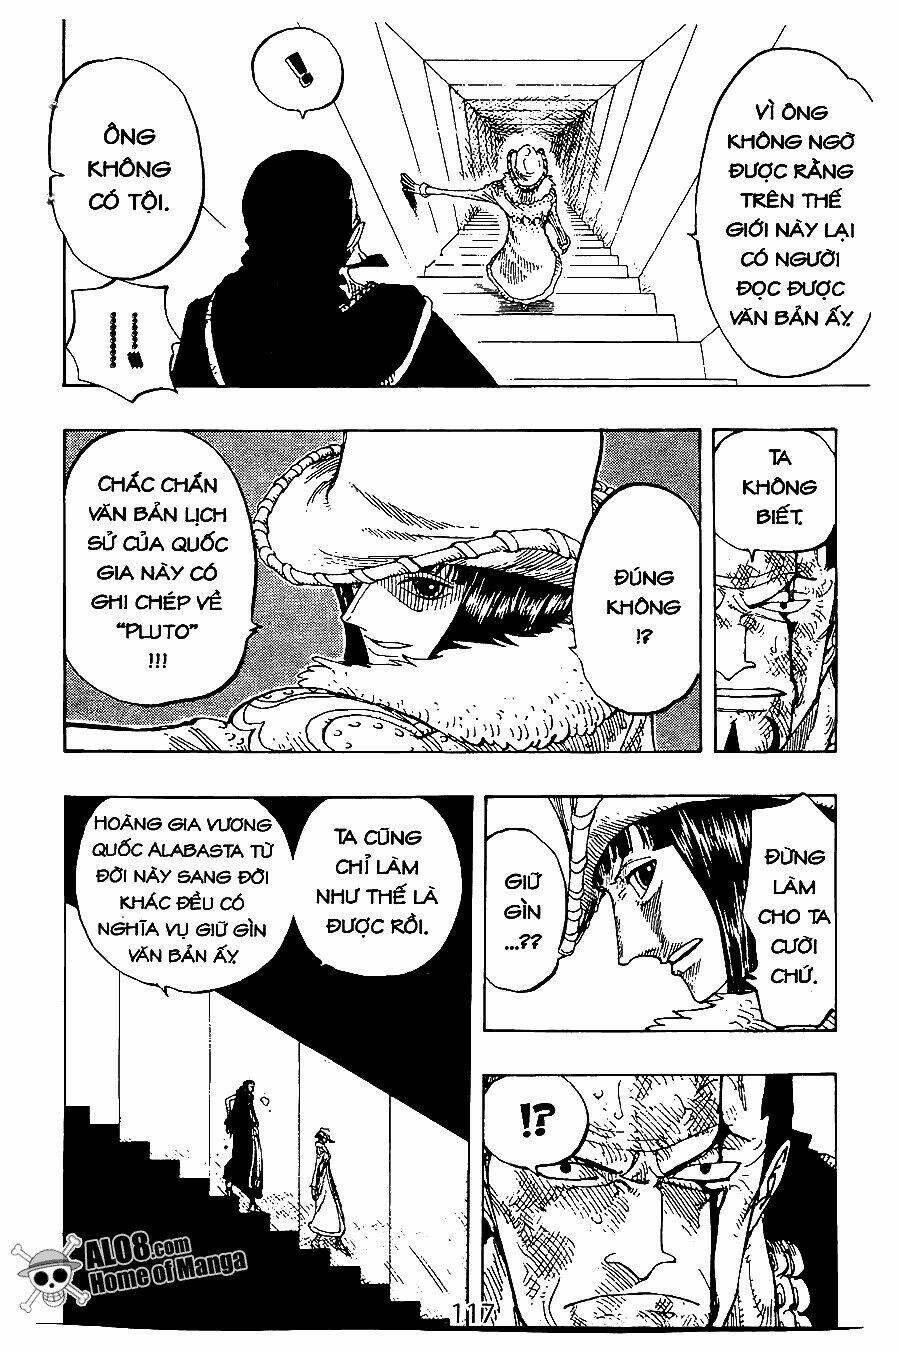 !
ÔNG
KHÔNG
CÓ TỘI.
VÌ ÔNG
KHÔNG NGỜ
ĐƯỢC RẰNG
TRÊN THẾ
GIỚI NÀY LẠI
CÓ NGƯỜI
ĐỌC ĐƯỢC
VĂN BẢN ẤY.
!!
CHẮC CHẮN
VĂN BẢN LỊCH
SỬ CỦA QUỐC
GIA NÀY CÓ
GHI CHÉP VỀ
“PLUTO”
!!!
ĐÚNG
KHÔNG
!?
TA
KHÔNG
BIẾT.
HOÀNG GIA VƯƠNG
QUỐC ALABASTA TỪ
ĐỜI NÀY SANG ĐỜI
KHÁC ĐỀU CÓ
NGHĨA VỤ GIỮ GÌN
VĂN BẢN ẤY.
TA CŨNG
CHỈ LÀM
NHƯ THẾ LÀ
ĐƯỢC RỒI.
GIỮ
GÌN
...??
ĐỪNG
LÀM
CHO TA
CƯỜI
CHỨ.
!?
ALO8.com
Home of Manga
117